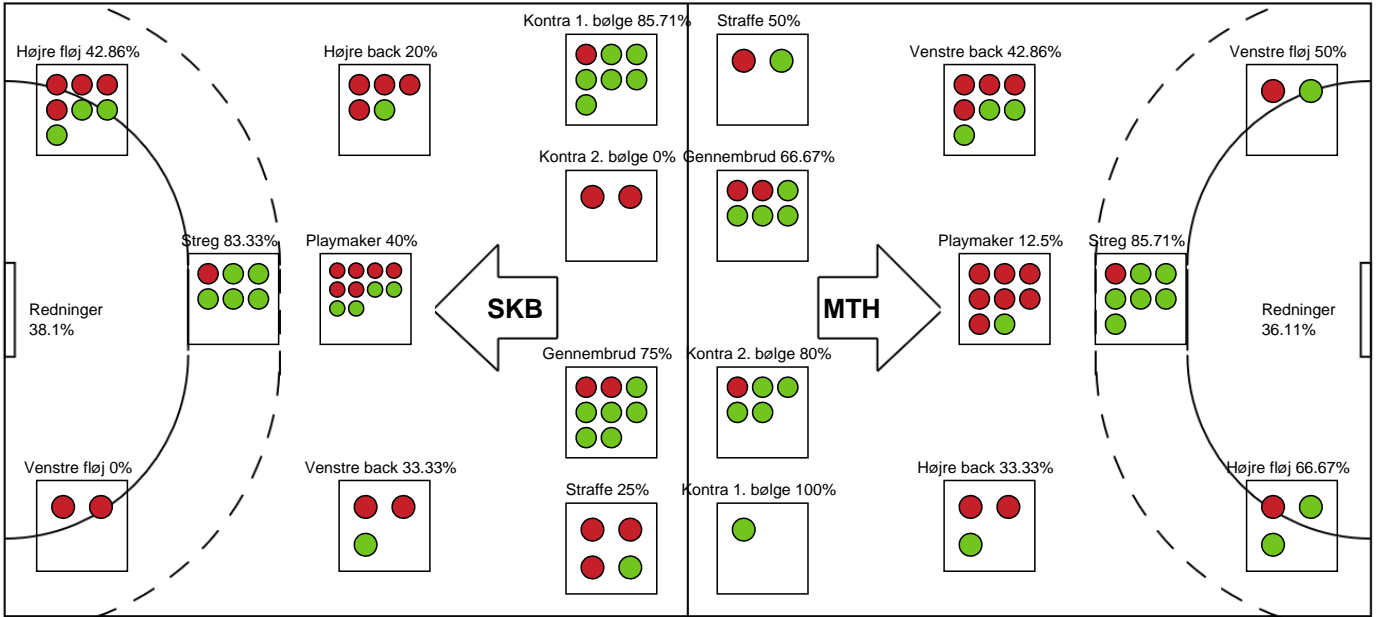 Kontra 1. bølge 85.71%
Straffe 50%
Højre fløj 42.86%
Højre back 20%
Venstre back 42.86%
Venstre fløj 50%
Kontra 2. bølge 0%
Gennembrud 66.67%
Streg 83.33%
Playmaker 40%
Playmaker 12.5%
Streg 85.71%
Redninger
38.1%
SKB
MTH
Redninger
36.11%
Gennembrud 75%
Kontra 2. bølge 80%
Venstre fløj 0%
Venstre back 33.33%
Højre back 33.33%
Højre fløj 66.67%
Straffe 25%
Kontra 1. bølge 100%